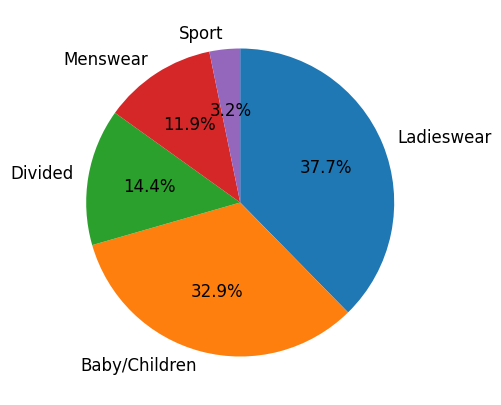 Sport
Menswear
3.2%
11.9%
Ladieswear
37.7%
Divided
14.4%
32.9%
Baby/Children